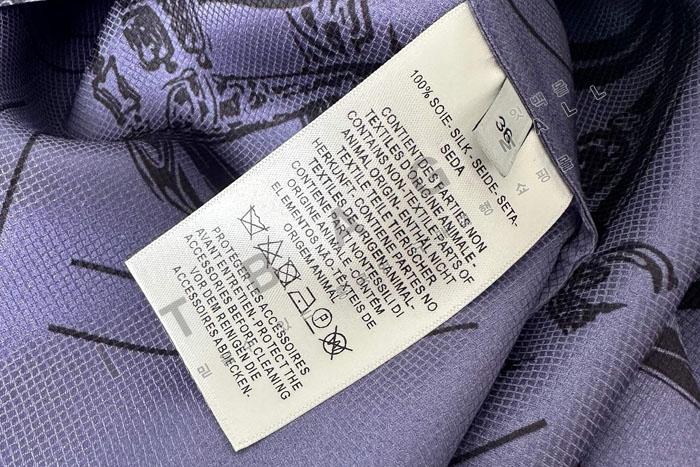 36
100% SOIE - SILK - SEIDE - SETA -
SEDA
CONTIENT DES PARTIES NON
TEXTILES D'ORIGINE ANIMALE-
CONTAINS NON-TEXTILE PARTS OF
ANIMAL ORIGIN-ENTHÄLT NICHT
TEXTILE TEILE TIERISCHER
HERKUNFT- CONTIENE PARTES NO
TEXTILES DE ORIGEN ANIMAL-
CONTIENE PARTI NON TESSILI DI
ORIGINE ANIMALE -CONTÉM
ELEMENTOS NÃO-TÊXTEIS DE
ORIGEM ANIMAL
P
PROTEGER LES ACCESSOIRES
AVANT ENTRETIEN-PROTECT THE
ACCESSORIES BEFORE CLEANING
VOR DEM REINIGEN DIE
ACCESSOIRES ABDECKEN-